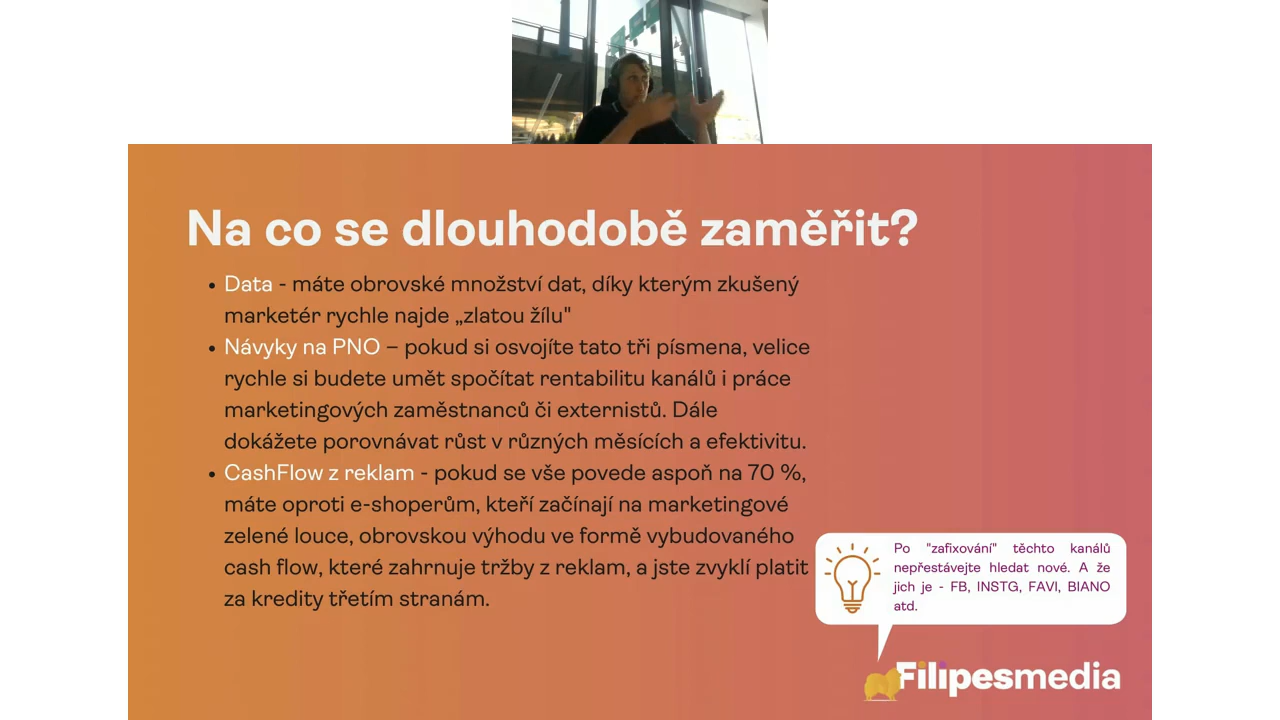 Na co se dlouhodobě zaměřit?
• Data - máte obrovské množství dat, díky kterým zkušený
marketér rychle najde „zlatou žílu"
• Návyky na PNO – pokud si osvojíte tato tři písmena, velice
rychle si budete umět spočítat rentabilitu kanálů i práce
marketingových zaměstnanců či externistů. Dále
dokážete porovnávat růst v různých měsících a efektivitu.
• CashFlow z reklam - pokud se vše povede aspoň na 70 %,
máte oproti e-shoperům, kteří začínají na marketingové
zelené louce, obrovskou výhodu ve formě vybudovaného
cash flow, které zahrnuje tržby z reklam, a jste zvyklí platit
za kredity třetím stranám.
Po "zafixování" těchto kanálů
nepřestávejte hledat nové. A že
jich je - FB, INSTG, FAVI, BIANO
atd.
Filipesmedia